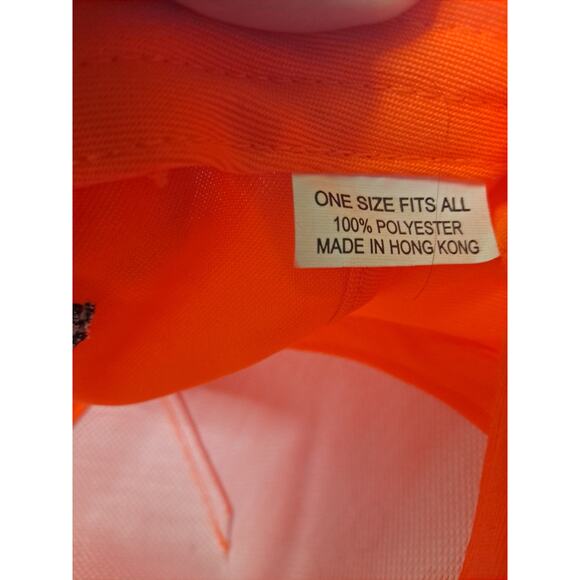 ONE SIZE FITS ALL
100% POLYESTER
MADE IN HONG KONG